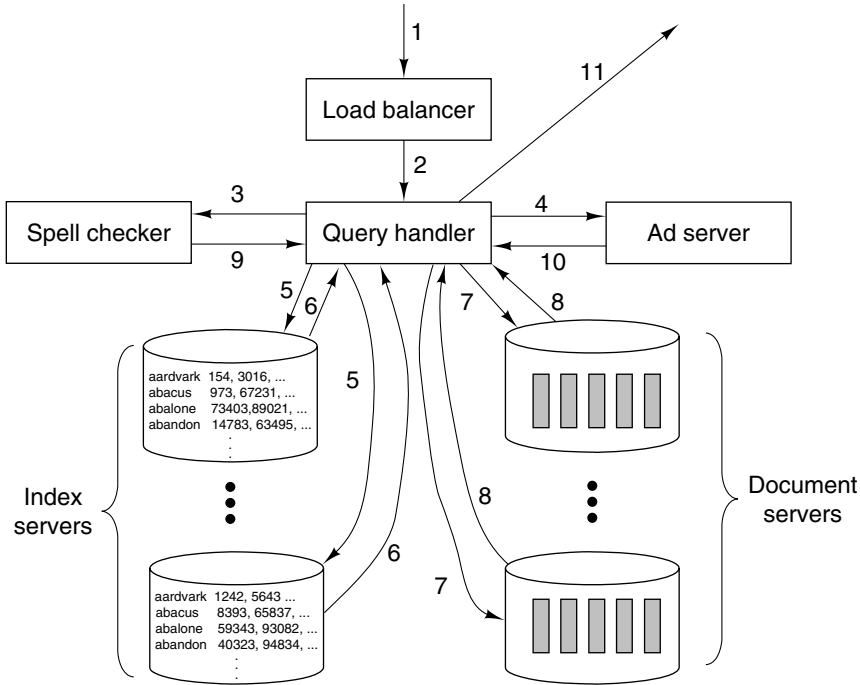 1
11
Load balancer
2
3
4
Spell checker
Query handler
Ad server
9
10
5
6
7
8
aardvark 154, 3016, ...
abacus 973, 67231, ...
abalone 73403,89021, ...
abandon 14783, 63495, ...
.
.
.
5
Index
servers
8
Document
servers
6
7
aardvark 1242, 5643 ...
abacus 8393, 65837, ...
abalone 59343, 93082, ...
abandon 40323, 94834, ...
.
.
.